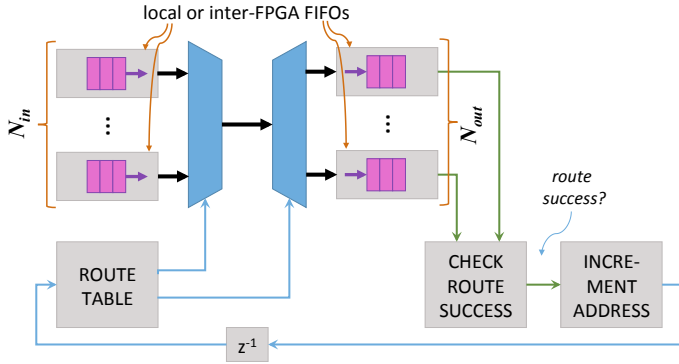 local or inter-FPGA FIFOs
N_in
...
...
N_out
route
success?
ROUTE
TABLE
CHECK
ROUTE
SUCCESS
INCRE-
MENT
ADDRESS
z⁻¹